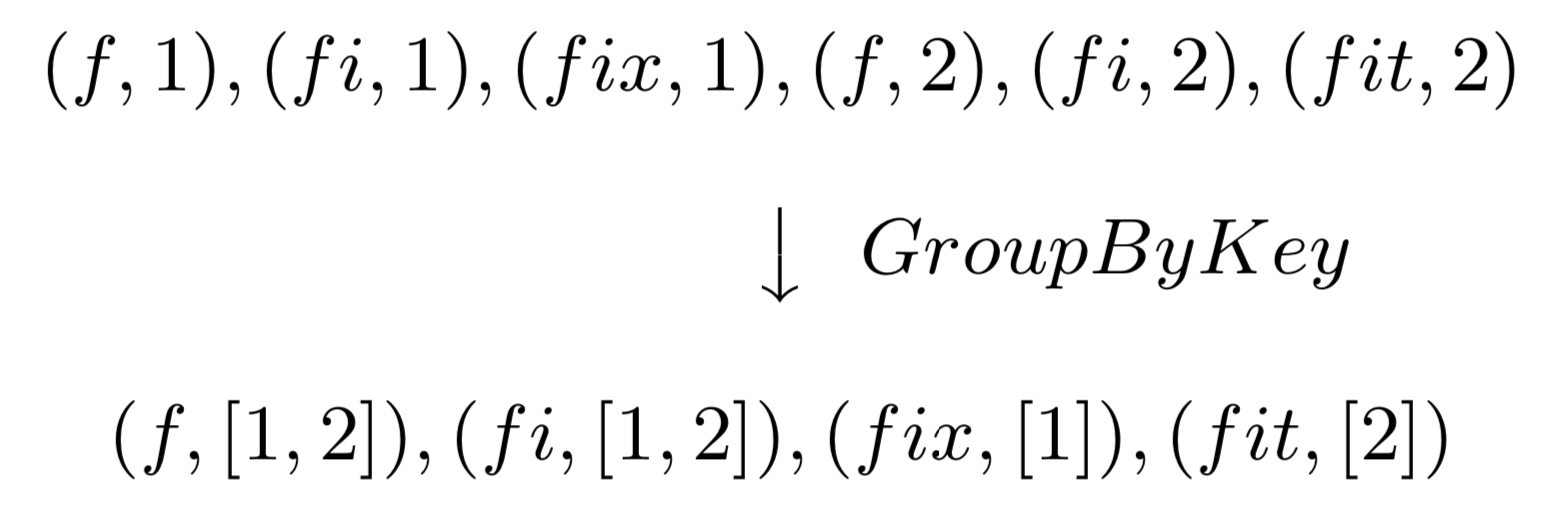 (f, 1), (fi, 1), (fix, 1), (f, 2), (fi, 2), (fit, 2)
↓ GroupByKey
(f, [1, 2]), (fi, [1, 2]), (fix, [1]), (fit, [2])